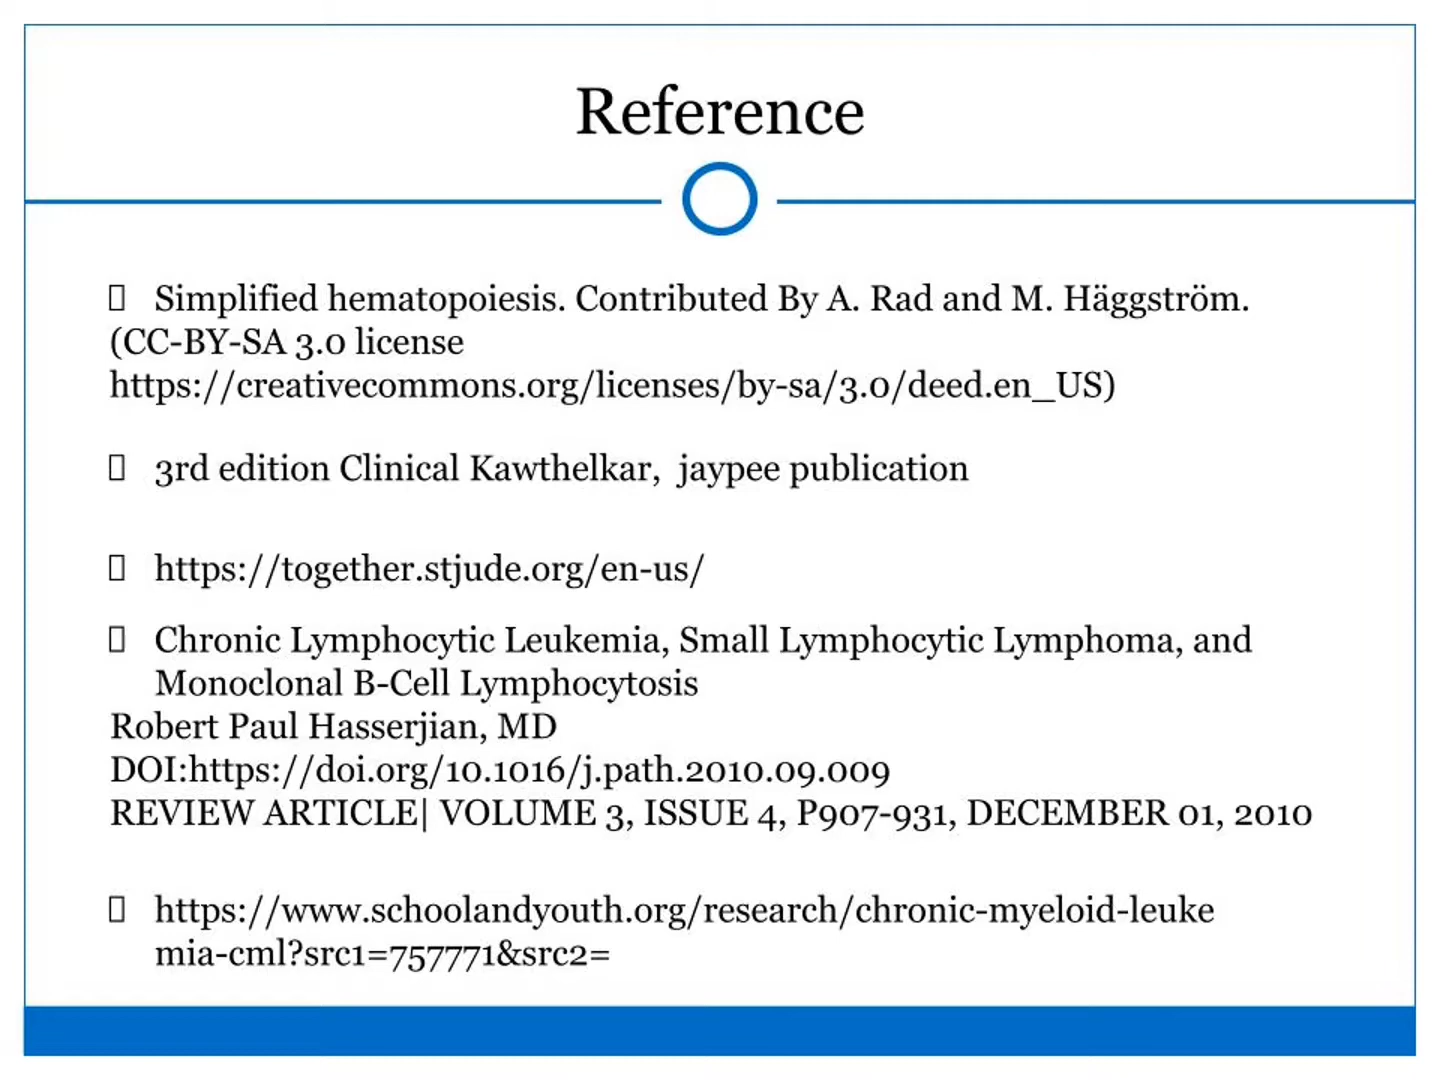 Reference
Simplified hematopoiesis. Contributed By A. Rad and M. Häggström.
(CC-BY-SA 3.0 license
https://creativecommons.org/licenses/by-sa/3.0/deed.en_US)
3rd edition Clinical Kawthelkar, jaypee publication
https://together.stjude.org/en-us/
Chronic Lymphocytic Leukemia, Small Lymphocytic Lymphoma, and
Monoclonal B-Cell Lymphocytosis
Robert Paul Hasserjian, MD
DOI:https://doi.org/10.1016/j.path.2010.09.009
REVIEW ARTICLE| VOLUME 3, ISSUE 4, P907-931, DECEMBER 01, 2010
https://www.schoolandyouth.org/research/chronic-myeloid-leuke
mia-cml?src1=757771&src2=